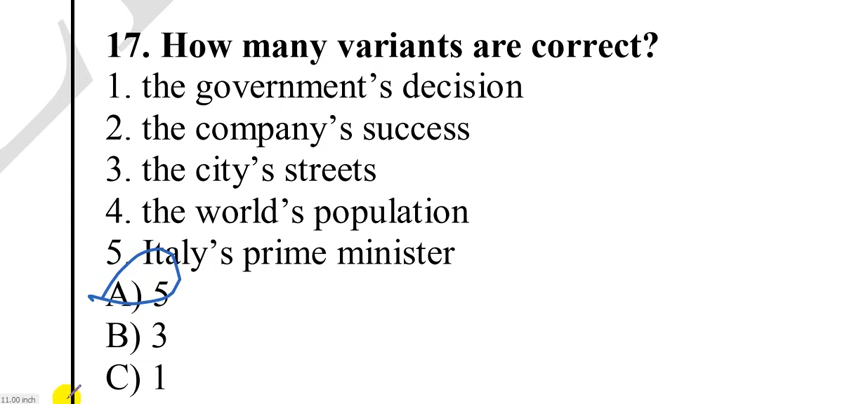 17. How many variants are correct?
1. the government’s decision
2. the company’s success
3. the city’s streets
4. the world’s population
5. Italy’s prime minister
A) 5
B) 3
C) 1
11.00 inch